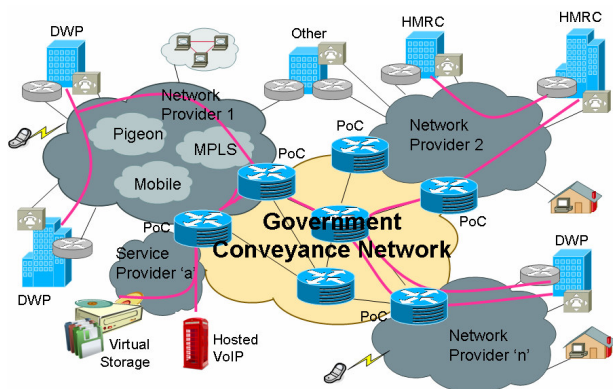 DWP
Other
HMRC
HMRC
Network
Provider 1
Pigeon
MPLS
Mobile
PoC
PoC
Network
Provider 2
PoC
PoC
Government
Conveyance Network
DWP
Service
Provider 'a'
DWP
PoC
Virtual
Storage
Hosted
VoIP
Network
Provider 'n'